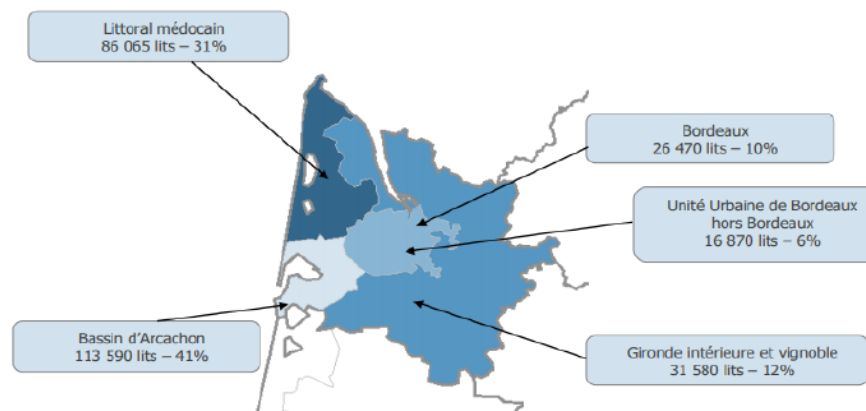 Littoral médocain
86 065 lits – 31%
Bordeaux
26 470 lits – 10%
Unité Urbaine de Bordeaux
hors Bordeaux
16 870 lits – 6%
Bassin d'Arcachon
113 590 lits – 41%
Gironde intérieure et vignoble
31 580 lits – 12%